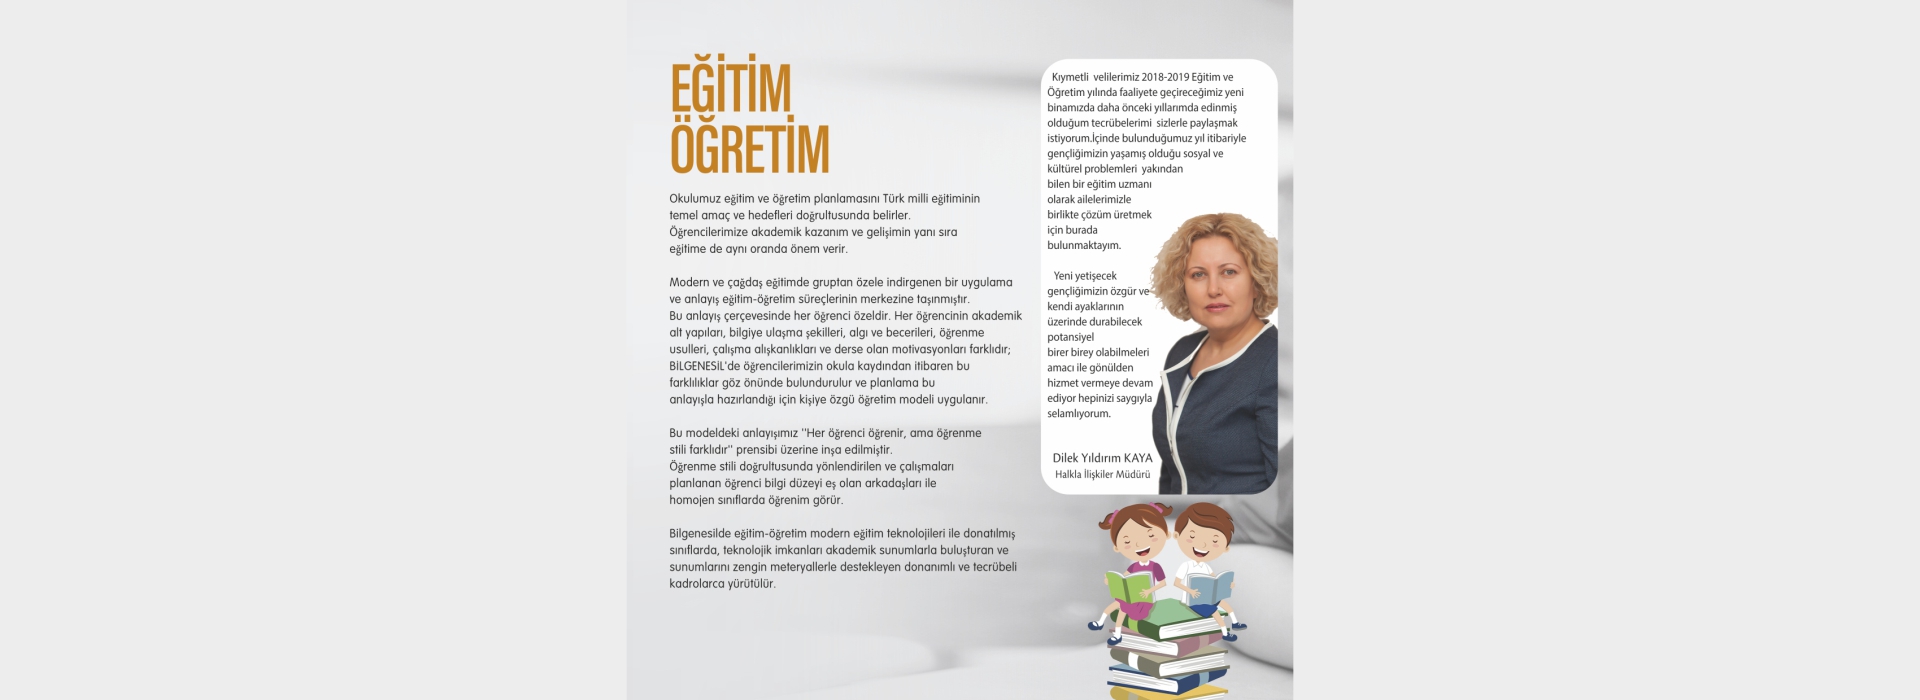 EĞİTİM
ÖĞRETİM
Okulumuz eğitim ve öğretim planlamasını Türk milli eğitiminin
temel amaç ve hedefleri doğrultusunda belirler.
Öğrencilerimize akademik kazanım ve gelişimin yanı sıra
eğitime de aynı oranda önem verir.
Modern ve çağdaş eğitimde gruptan özele indirgenen bir uygulama
ve anlayış eğitim-öğretim süreçlerinin merkezine taşınmıştır.
Bu anlayış çerçevesinde her öğrenci özeldir. Her öğrencinin akademik
alt yapıları, bilgiye ulaşma şekilleri, algı ve becerileri, öğrenme
usulleri, çalışma alışkanlıkları ve derse olan motivasyonları farklıdır;
BİLGENESİL'de öğrencilerimizin okula kaydından itibaren bu
farklılıklar göz önünde bulundurulur ve planlama bu
anlayışla hazırlandığı için kişiye özgü öğretim modeli uygulanır.
Bu modeldeki anlayışımız ''Her öğrenci öğrenir, ama öğrenme
stili farklıdır'' prensibi üzerine inşa edilmiştir.
Öğrenme stili doğrultusunda yönlendirilen ve çalışmaları
planlanan öğrenci bilgi düzeyi eş olan arkadaşları ile
homojen sınıflarda öğrenim görür.
Bilgenesilde eğitim-öğretim modern eğitim teknolojileri ile donatılmış
sınıflarda, teknolojik imkanları akademik sunumlarla buluşturan ve
sunumlarını zengin meteryallerle destekleyen donanımlı ve tecrübeli
kadrolarca yürütülür.
Kıymetli velilerimiz 2018-2019 Eğitim ve
Öğretim yılında faaliyete geçireceğimiz yeni
binamızda daha önceki yıllarımda edinmiş
olduğum tecrübelerimi sizlerle paylaşmak
istiyorum.İçinde bulunduğumuz yıl itibariyle
gençliğimizin yaşamış olduğu sosyal ve
kültürel problemleri yakından
bilen bir eğitim uzmanı
olarak ailelerimizle
birlikte çözüm üretmek
için burada
bulunmaktayım.
Yeni yetişecek
gençliğimizin özgür ve
kendi ayaklarının
üzerinde durabilecek
potansiyel
birer birey olabilmeleri
amacı ile gönülden
hizmet vermeye devam
ediyor hepinizi saygıyla
selamlıyorum.
Dilek Yıldırım KAYA
Halkla İlişkiler Müdürü